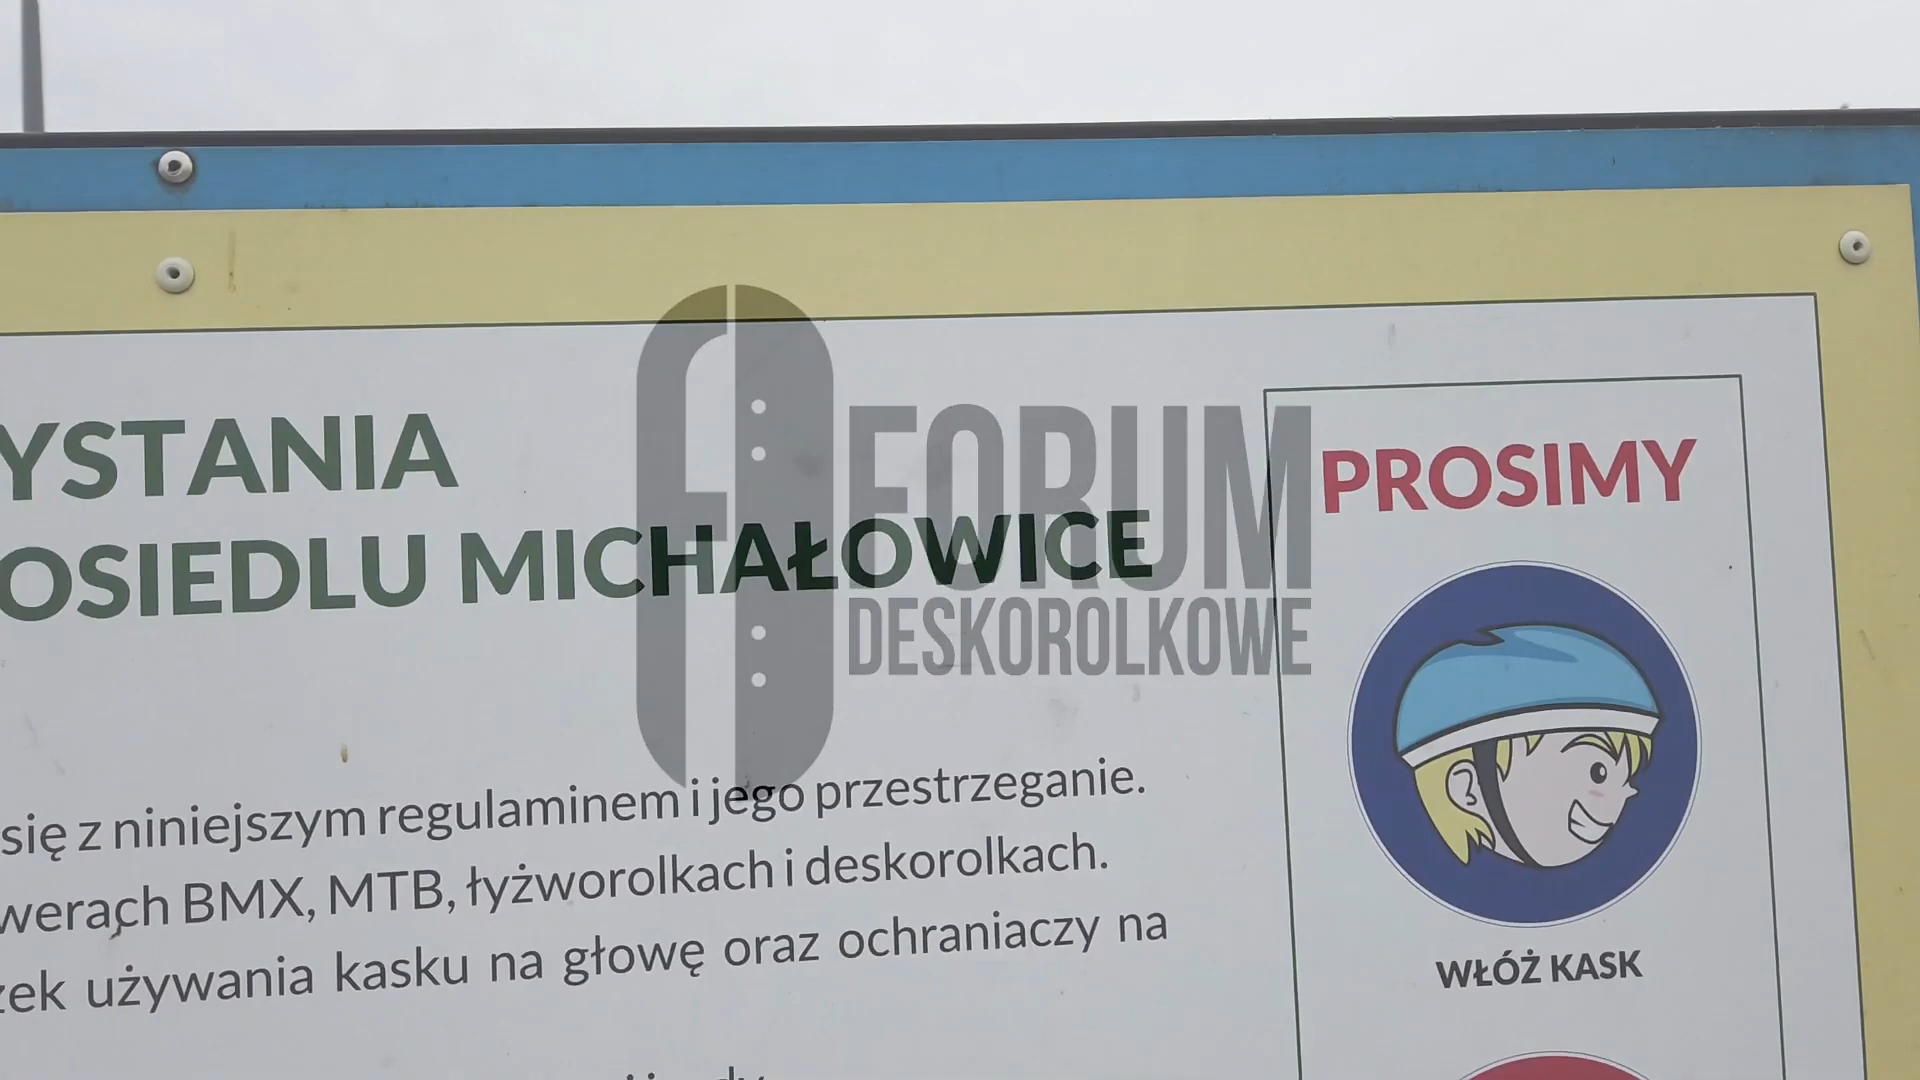 YSTANIA
OSIEDLU MICHAŁOWICE
się z niniejszym regulaminem i jego przestrzeganie.
werach BMX, MTB, łyżworolkach i deskorolkach.
zek używania kasku na głowę oraz ochraniaczy na
PROSIMY
WŁÓŻ KASK
FORUM
DESKOROLKOWE